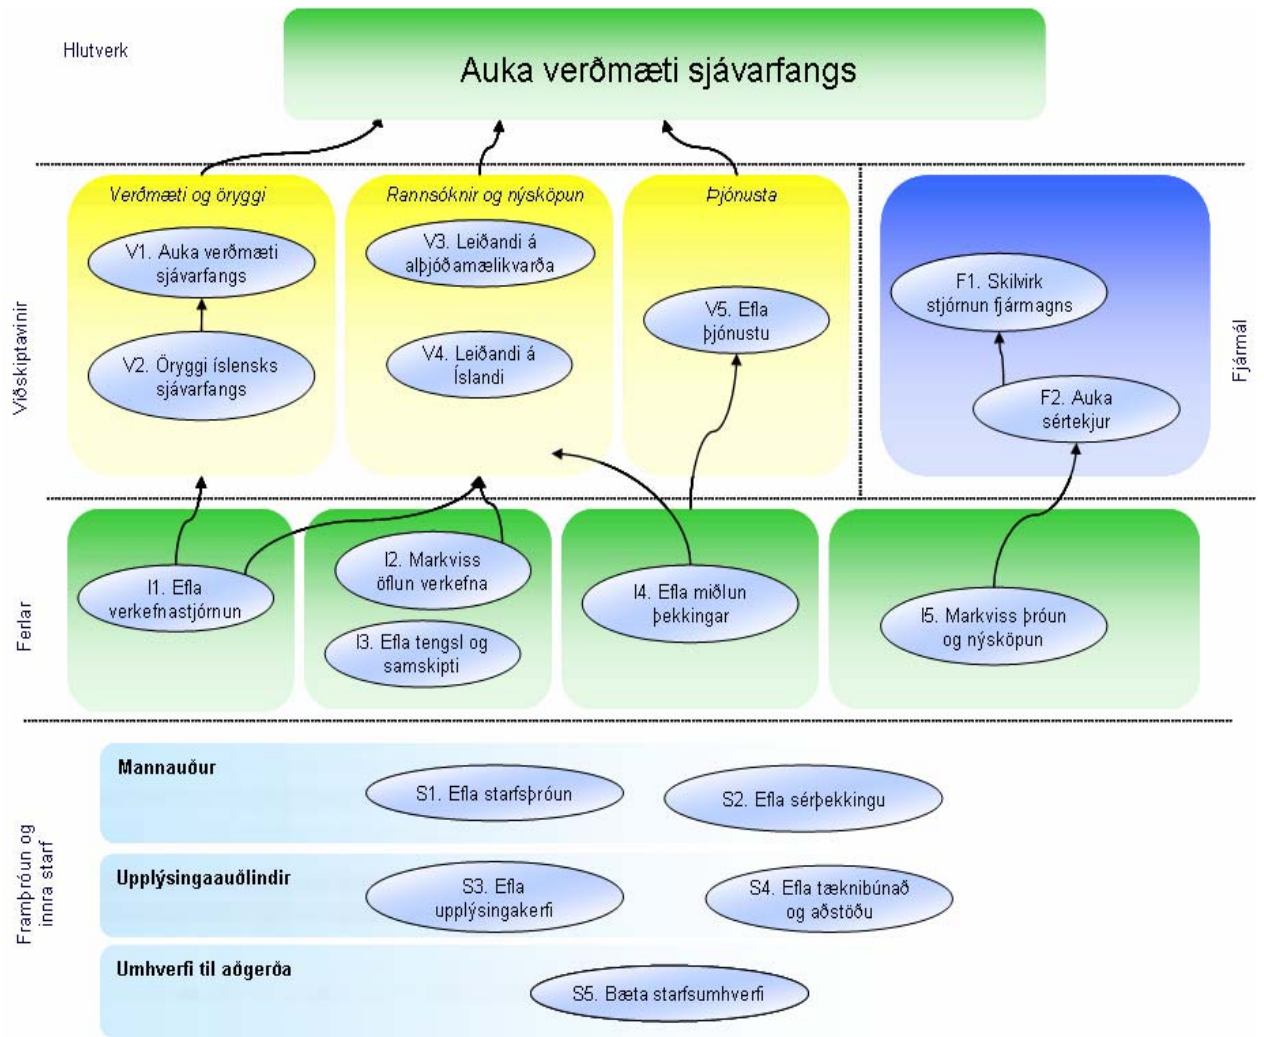 Hlutverk
Auka verðmæti sjávarfangs
Viðskiptavinir
Verðmæti og öryggi
V1. Auka verðmæti
sjávarfangs
V2. Öryggi íslensks
sjávarfangs
Rannsóknir og nýsköpun
V3. Leiðandi á
alþjóðamælikvarða
V4. Leiðandi á
Íslandi
Þjónusta
V5. Efla
þjónustu
Fjármál
F1. Skilvirk
stjórnun fjármagns
F2. Auka
sértekjur
Ferlar
I1. Efla
verkefnastjórnun
I2. Markviss
öflun verkefna
I3. Efla tengsl og
samskipti
I4. Efla miðlun
þekkingar
I5. Markviss þróun
og nýsköpun
Framþróun og
innra starf
Mannauður
S1. Efla starfsþróun
S2. Efla sérþekkingu
Upplýsingaauðlindir
S3. Efla
upplýsingakerfi
S4. Efla tæknibúnað
og aðstöðu
Umhverfi til aðgerða
S5. Bæta starfsumhverfi